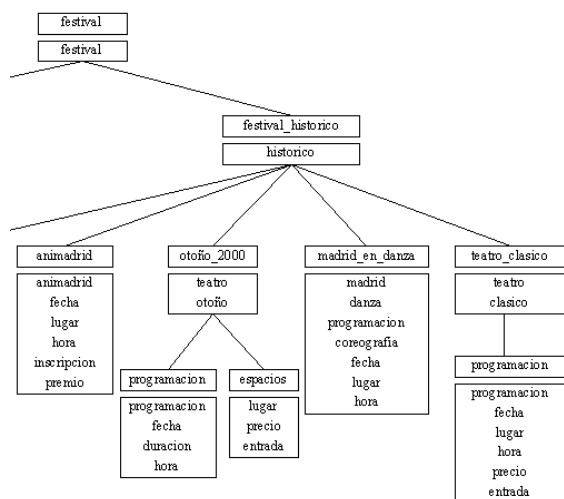 festival
festival
festival_historico
historico
animadrid
animadrid
fecha
lugar
hora
inscripcion
premio
otoño_2000
teatro
otoño
programacion
programacion
fecha
duracion
hora
espacios
lugar
precio
entrada
madrid_en_danza
madrid
danza
programacion
coreografía
fecha
lugar
hora
teatro_clasico
teatro
clasico
programacion
programacion
fecha
lugar
hora
precio
entrada